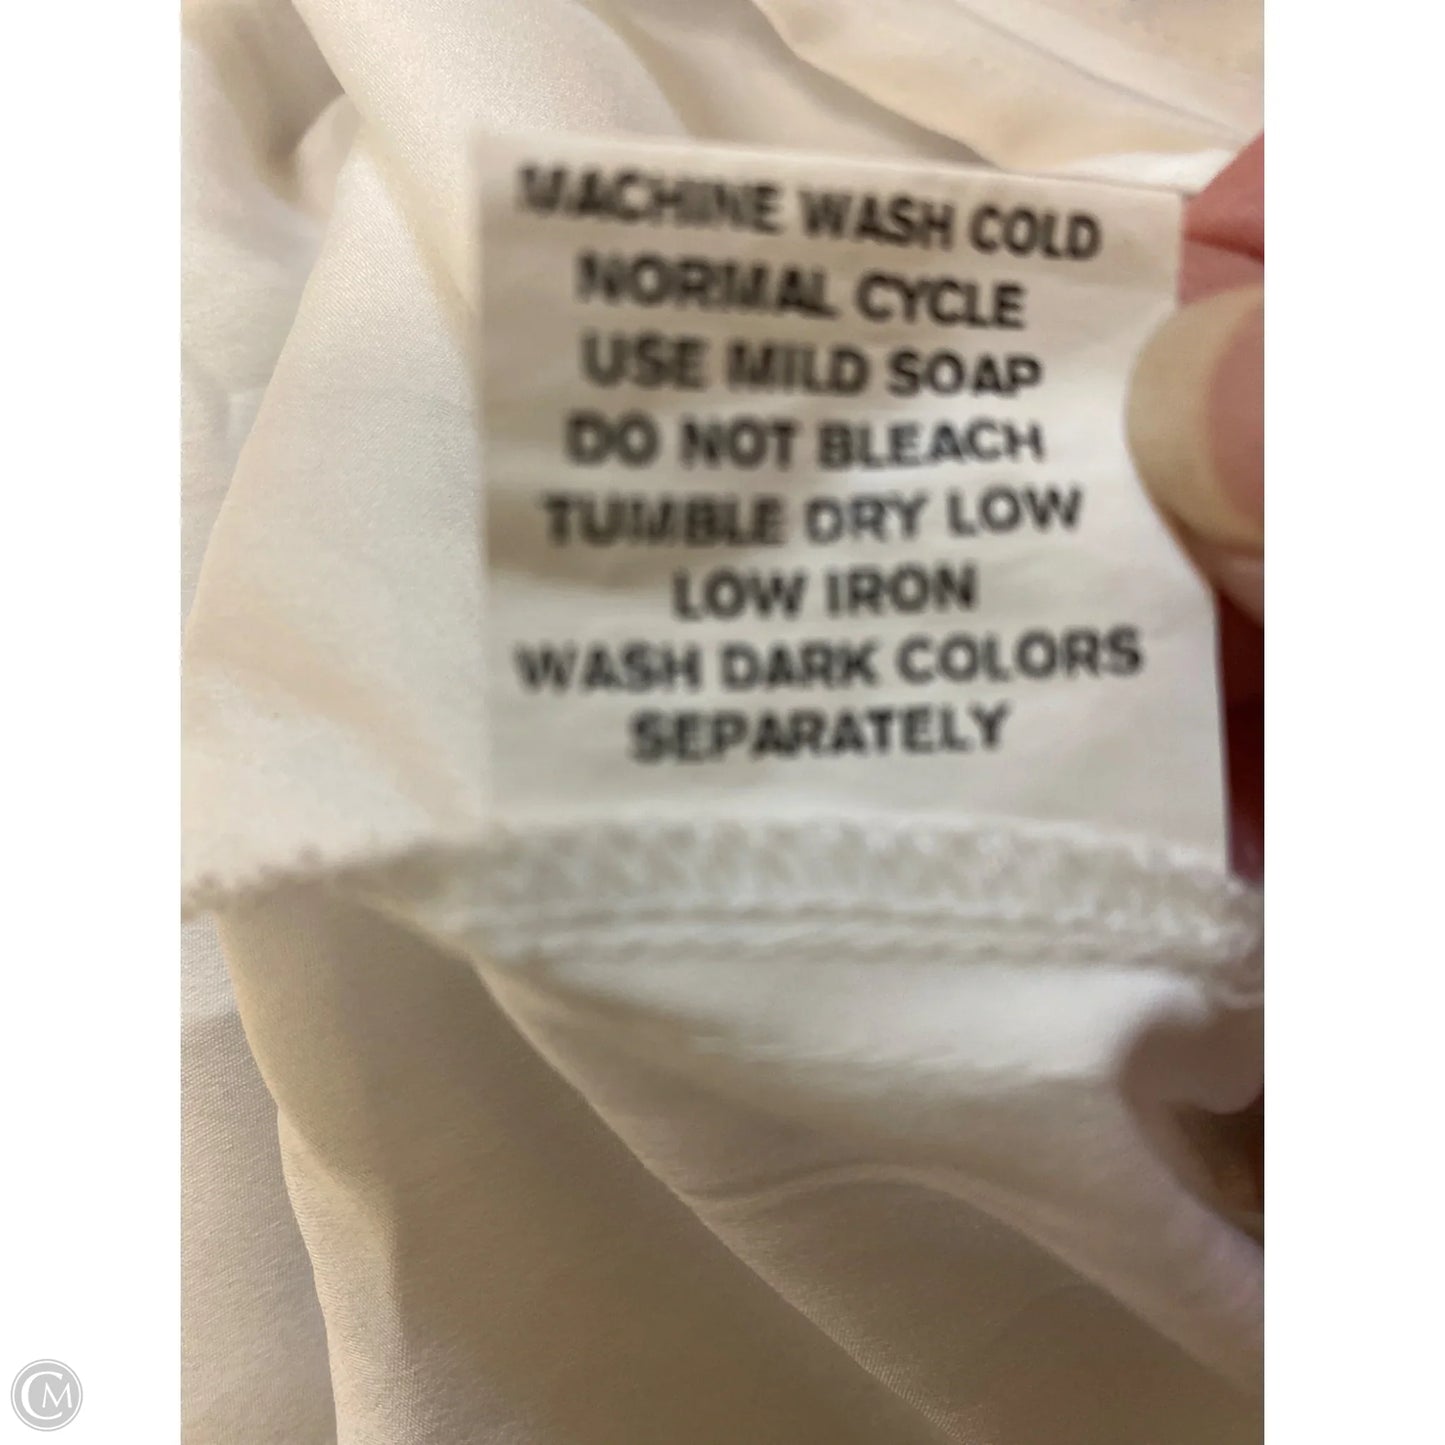 MACHINE WASH COLD
NORMAL CYCLE
USE MILD SOAP
DO NOT BLEACH
TUMBLE DRY LOW
LOW IRON
WASH DARK COLORS
SEPARATELY
CM